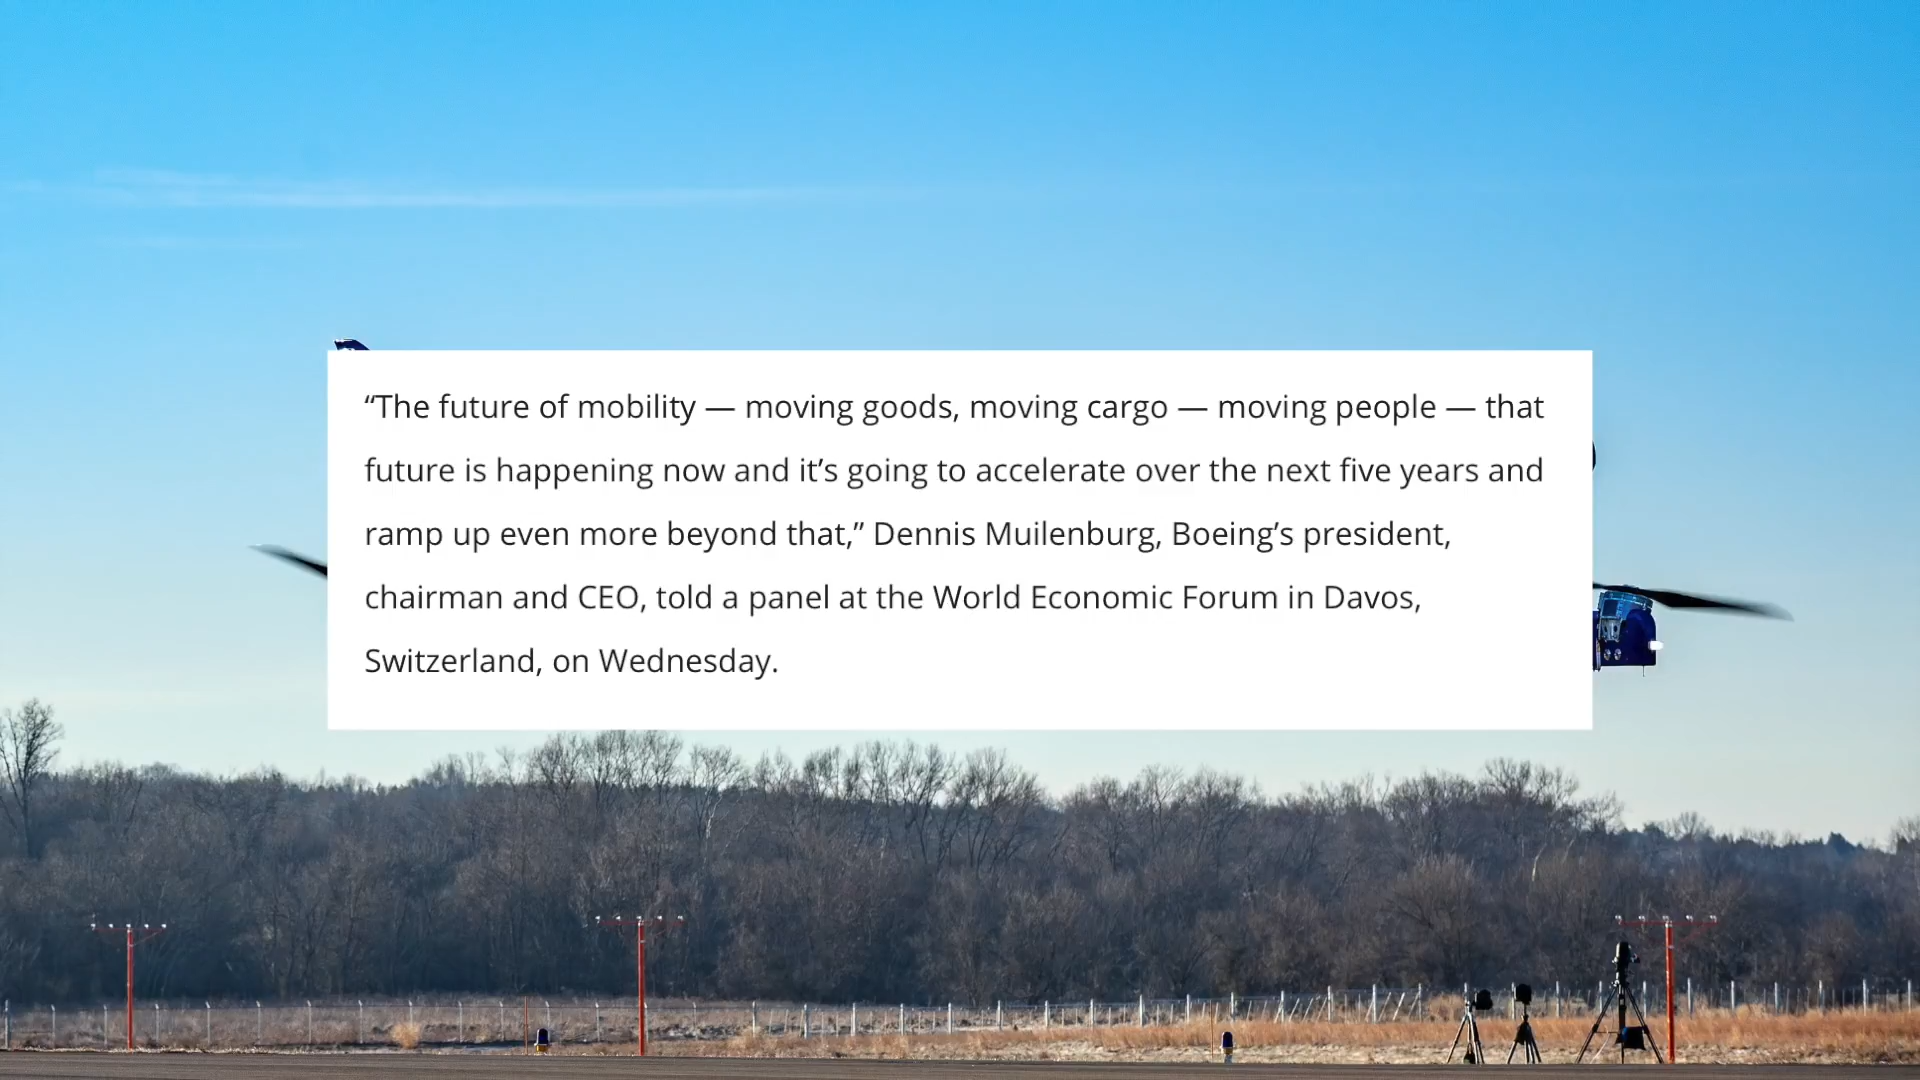 “The future of mobility — moving goods, moving cargo — moving people — that
future is happening now and it’s going to accelerate over the next five years and
ramp up even more beyond that,” Dennis Muilenburg, Boeing’s president,
chairman and CEO, told a panel at the World Economic Forum in Davos,
Switzerland, on Wednesday.